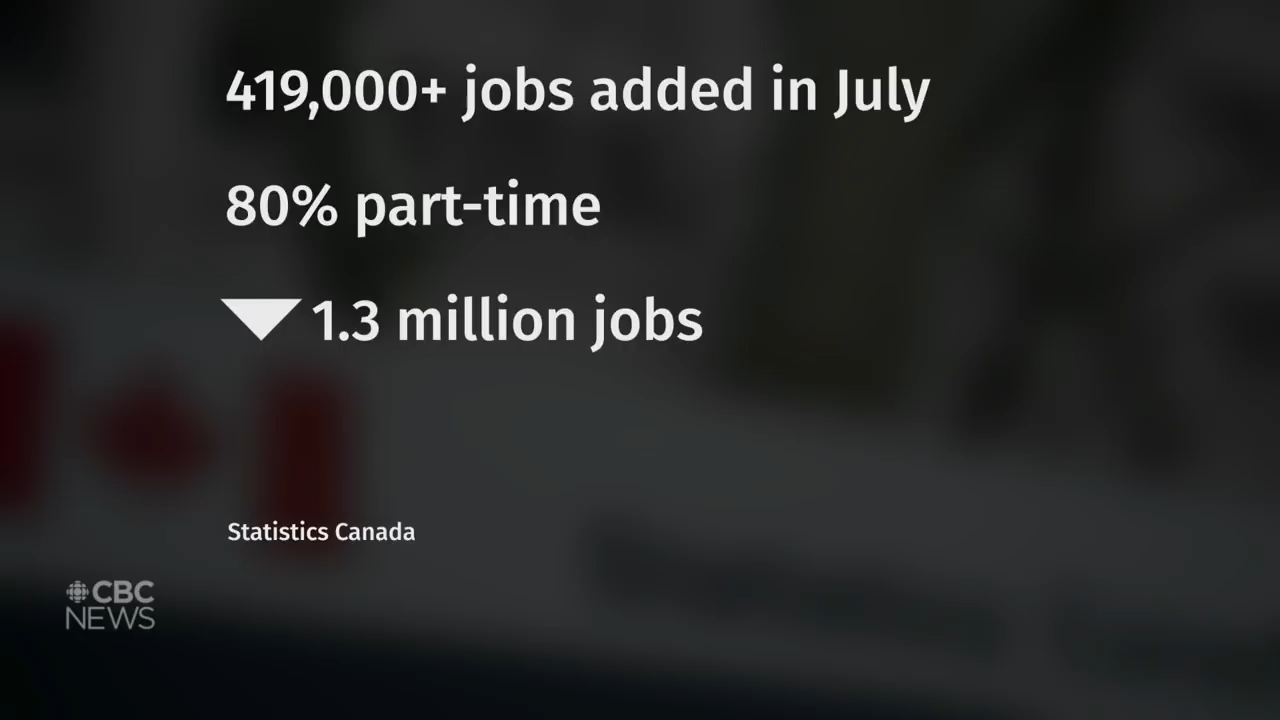 419,000+ jobs added in July
80% part-time
1.3 million jobs
Statistics Canada
CBC
NEWS